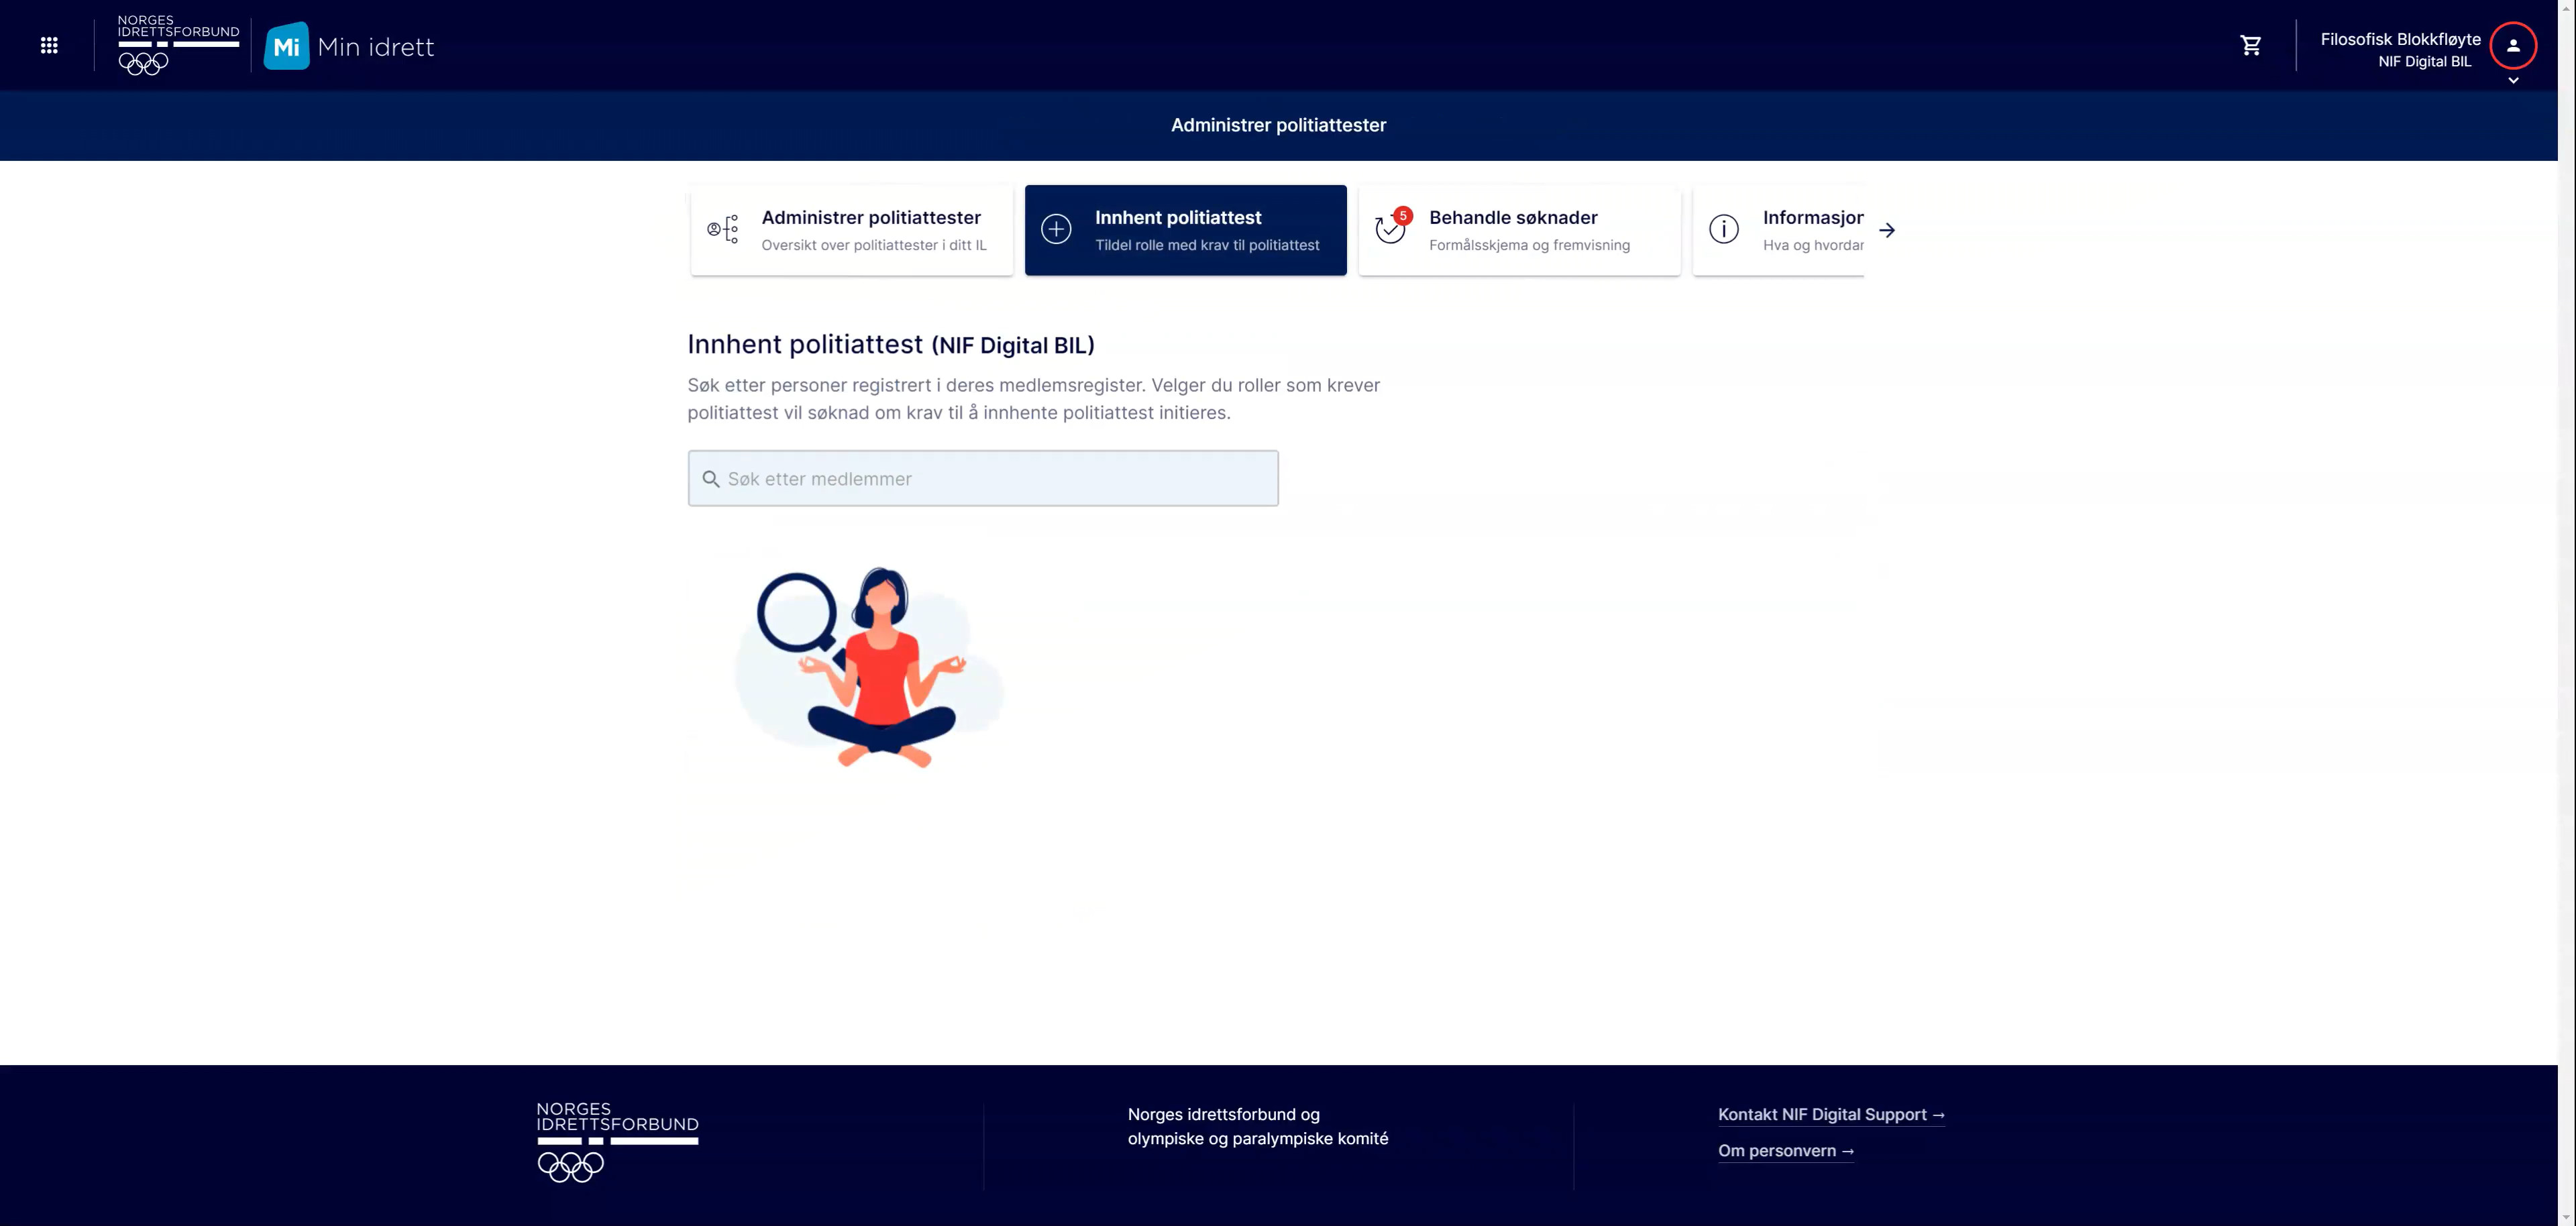 NORGES
IDRETTSFORBUND
Mi Min idrett
Filosofisk Blokkfløyte
NIF Digital BIL
Administrer politiattester
Administrer politiattester
Oversikt over politiattester i ditt IL
Innhent politiattest
Tildel rolle med krav til politiattest
5
Behandle søknader
Formålsskjema og fremvisning
Informasjon
Hva og hvordan
Innhent politiattest (NIF Digital BIL)
Søk etter personer registrert i deres medlemsregister. Velger du roller som krever
politiattest vil søknad om krav til å innhente politiattest initieres.
Søk etter medlemmer
NORGES
IDRETTSFORBUND
Norges idrettsforbund og
olympiske og paralympiske komité
Kontakt NIF Digital Support →
Om personvern →